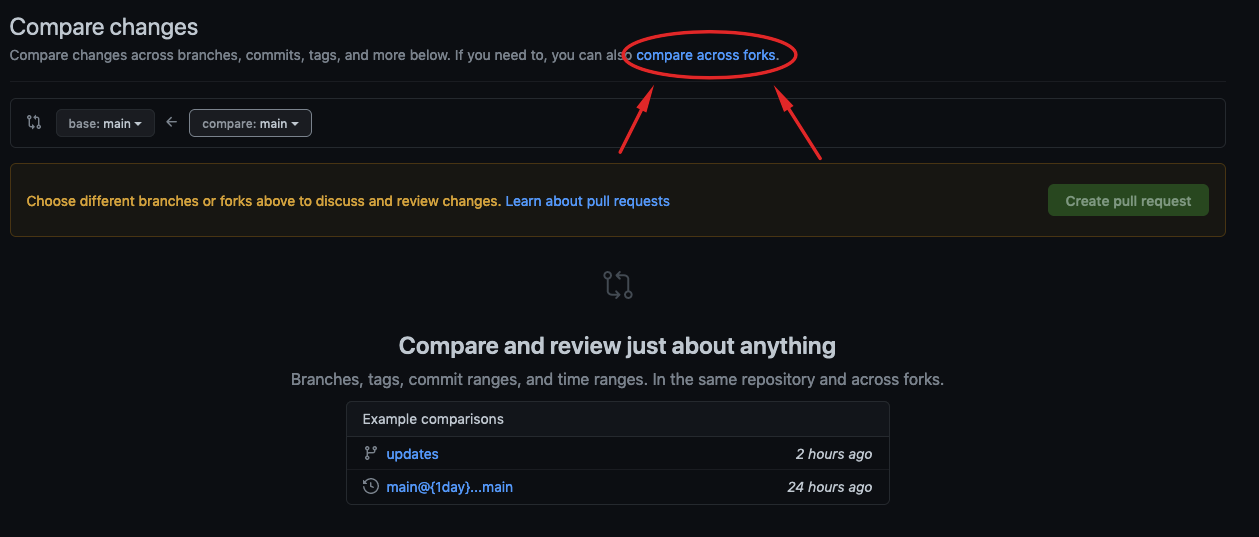 Compare changes
Compare changes across branches, commits, tags, and more below. If you need to, you can also compare across forks.
base: main
compare: main
Choose different branches or forks above to discuss and review changes. Learn about pull requests
Create pull request
Compare and review just about anything
Branches, tags, commit ranges, and time ranges. In the same repository and across forks.
Example comparisons
updates 2 hours ago
main@{1day}...main 24 hours ago